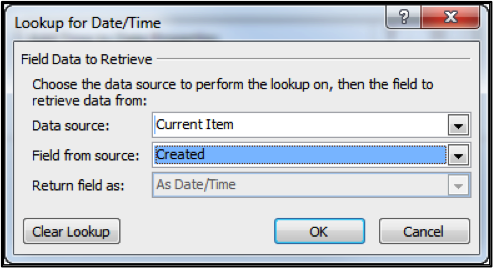 Lookup for Date/Time
Field Data to Retrieve
Choose the data source to perform the lookup on, then the field to
retrieve data from:
Data source: Current Item
Field from source: Created
Return field as: As Date/Time
Clear Lookup OK Cancel